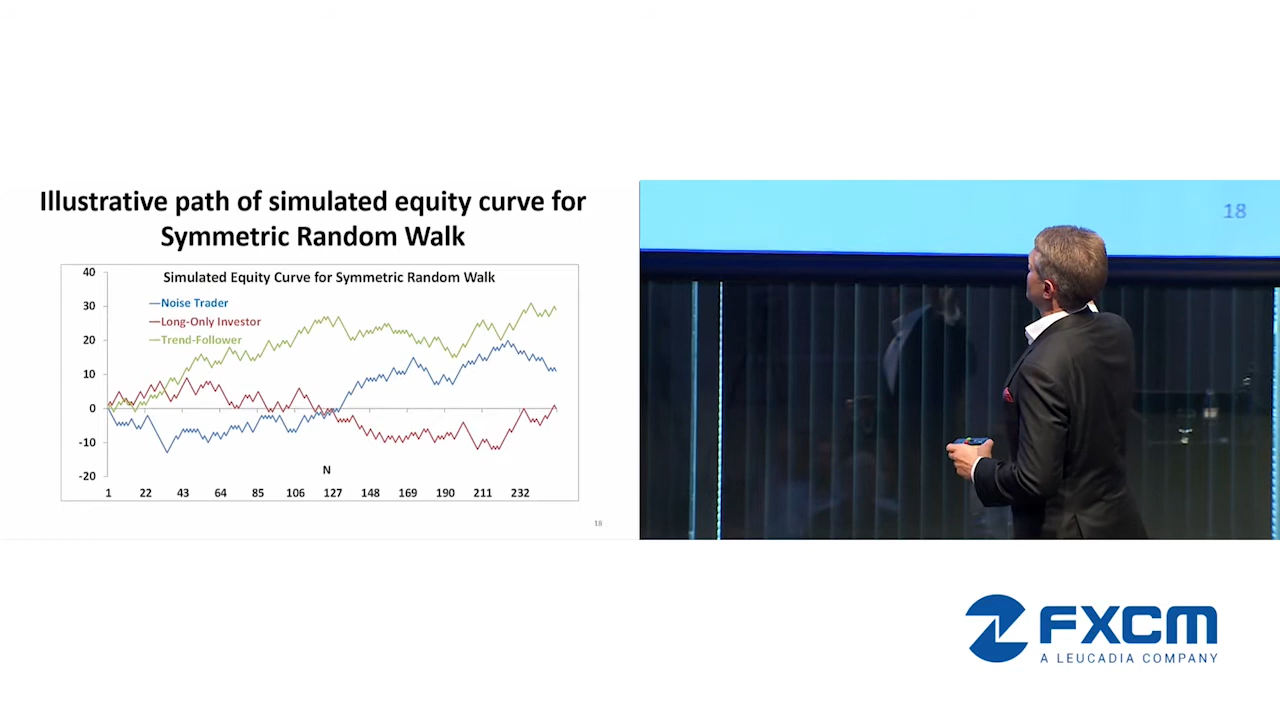 Illustrative path of simulated equity curve for
Symmetric Random Walk
Simulated Equity Curve for Symmetric Random Walk
Noise Trader
Long-Only Investor
Trend-Follower
40
30
20
10
0
-10
-20
N
1 22 43 64 85 106 127 148 169 190 211 232
18
18
FXCM
A LEUCADIA COMPANY